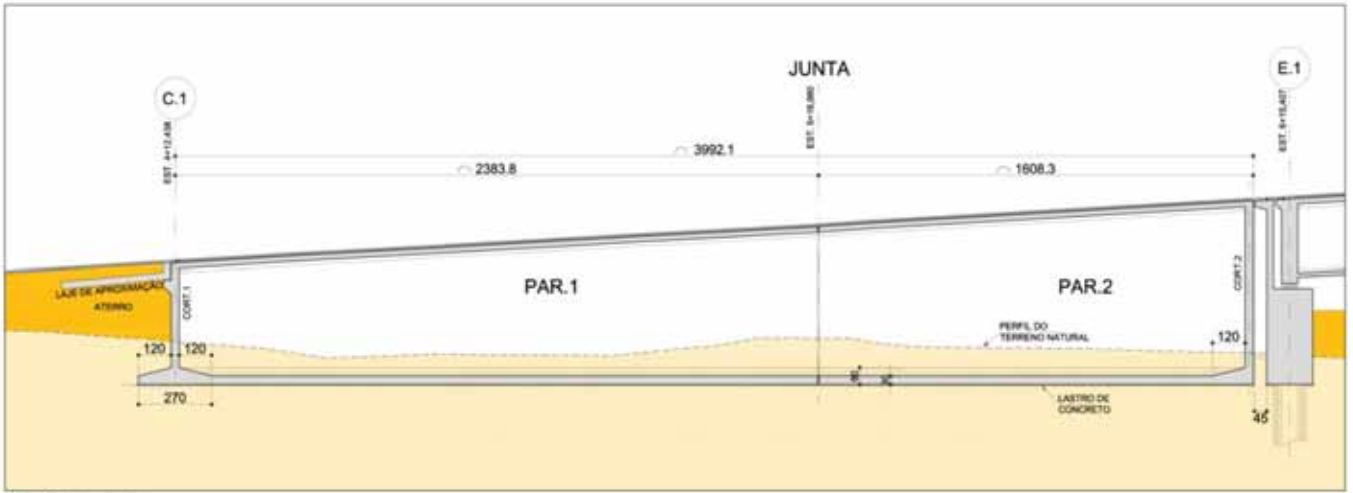 JUNTA
E.1
C.1
3992.1
2383.8
1608.3
PAR.1
PAR.2
CORT.1
CORT.2
LAJE DE APROXIMAÇÃO
ATERRO
PERFIL DO
TERRENO NATURAL
120
120
120
270
LASTRO DE
CONCRETO
45